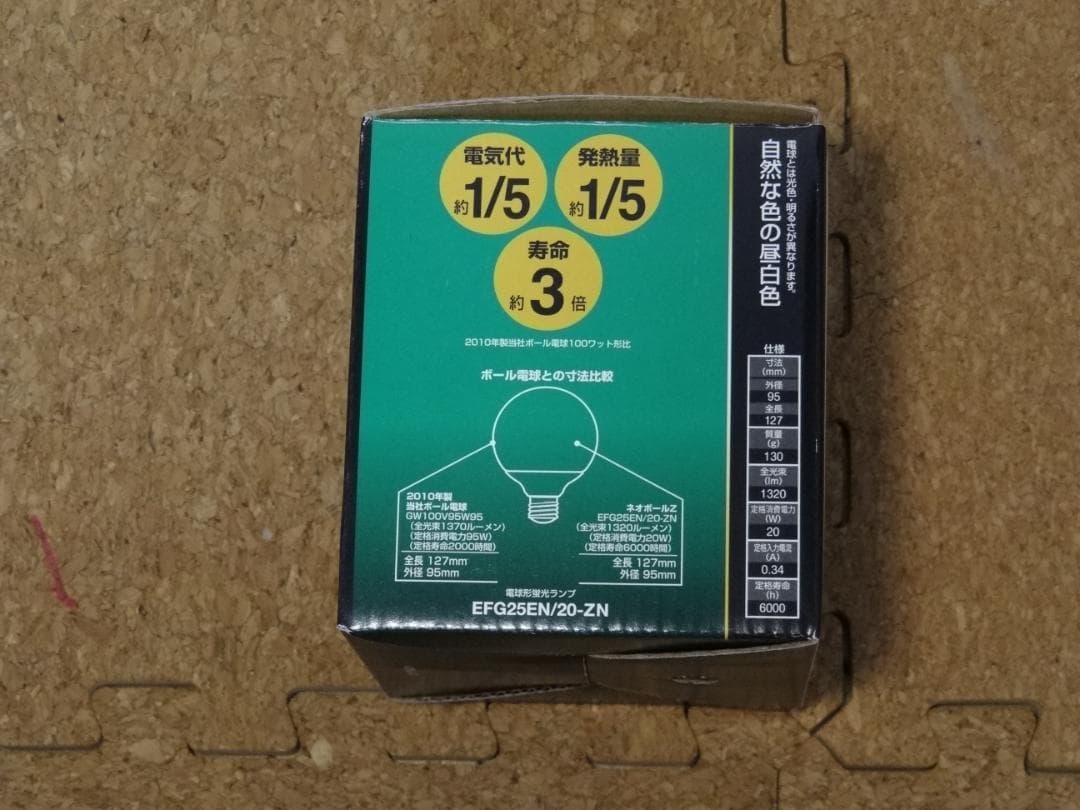 電気代
約1/5
発熱量
約1/5
寿命
約3倍
2010年製当社ボール電球100ワット形比
ボール電球との寸法比較
2010年製
当社ボール電球
GW100V95W95
(全光束1370ルーメン)
(定格消費電力95W)
(定格寿命2000時間)
全長 127mm
外径 95mm
ネオボールZ
EFG25EN/20-ZN
(全光束1320ルーメン)
(定格消費電力20W)
(定格寿命6000時間)
全長 127mm
外径 95mm
電球形蛍光ランプ
EFG25EN/20-ZN
電球とは光色・明るさが異なります。
自然な色の昼白色
仕様
寸法
(mm)
外径
95
全長
127
質量
(g)
130
全光束
(lm)
1320
定格消費電力
(W)
20
定格入力電流
(A)
0.34
定格寿命
(h)
6000